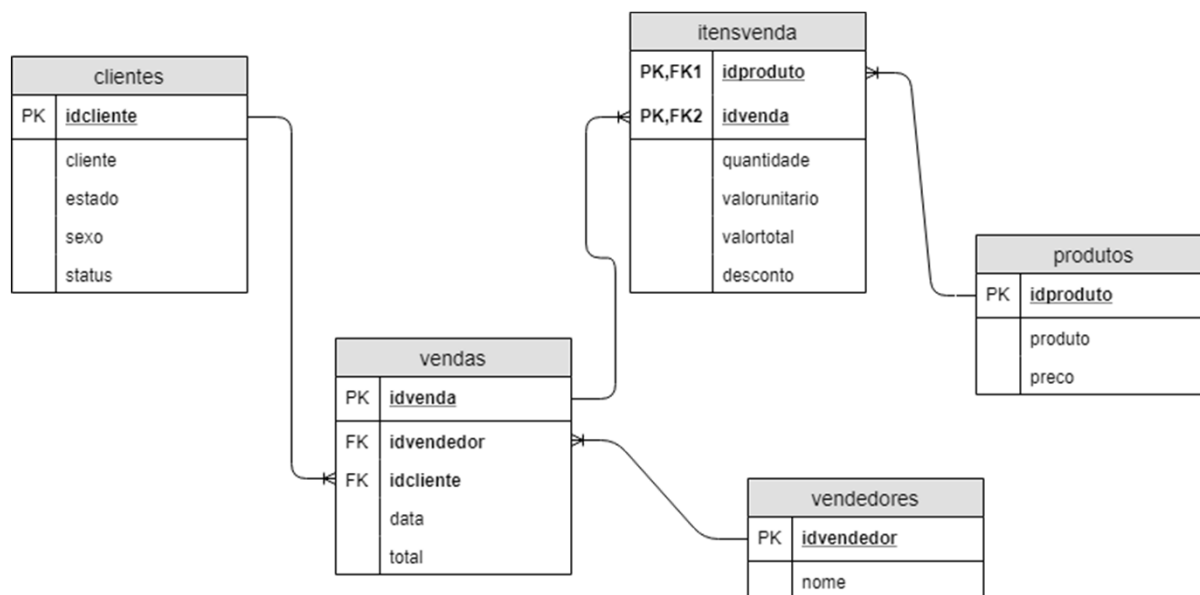 clientes
PK idcliente
cliente
estado
sexo
status
itensvenda
PK,FK1 idproduto
PK,FK2 idvenda
quantidade
valorunitario
valortotal
desconto
produtos
PK idproduto
produto
preco
vendas
PK idvenda
FK idvendedor
FK idcliente
data
total
vendedores
PK idvendedor
nome